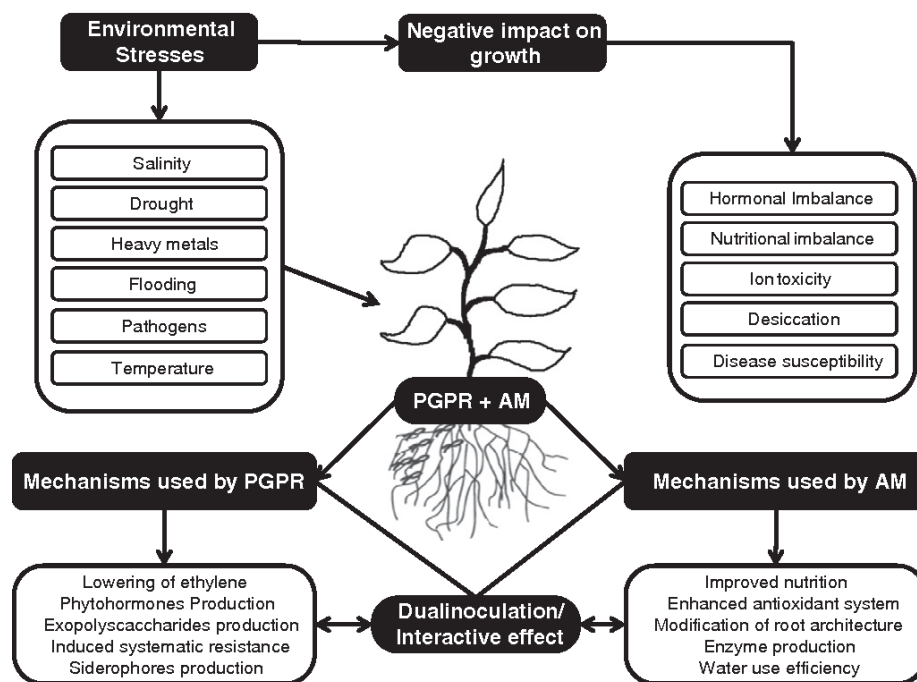 Environmental
Stresses
Negative impact on
growth
Salinity
Drought
Heavy metals
Flooding
Pathogens
Temperature
Hormonal Imbalance
Nutritional imbalance
Ion toxicity
Desiccation
Disease susceptibility
PGPR + AM
Mechanisms used by PGPR
Mechanisms used by AM
Lowering of ethylene
Phytohormones Production
Exopolyscaccharides production
Induced systematic resistance
Siderophores production
Dualinoculation/
Interactive effect
Improved nutrition
Enhanced antioxidant system
Modification of root architecture
Enzyme production
Water use efficiency